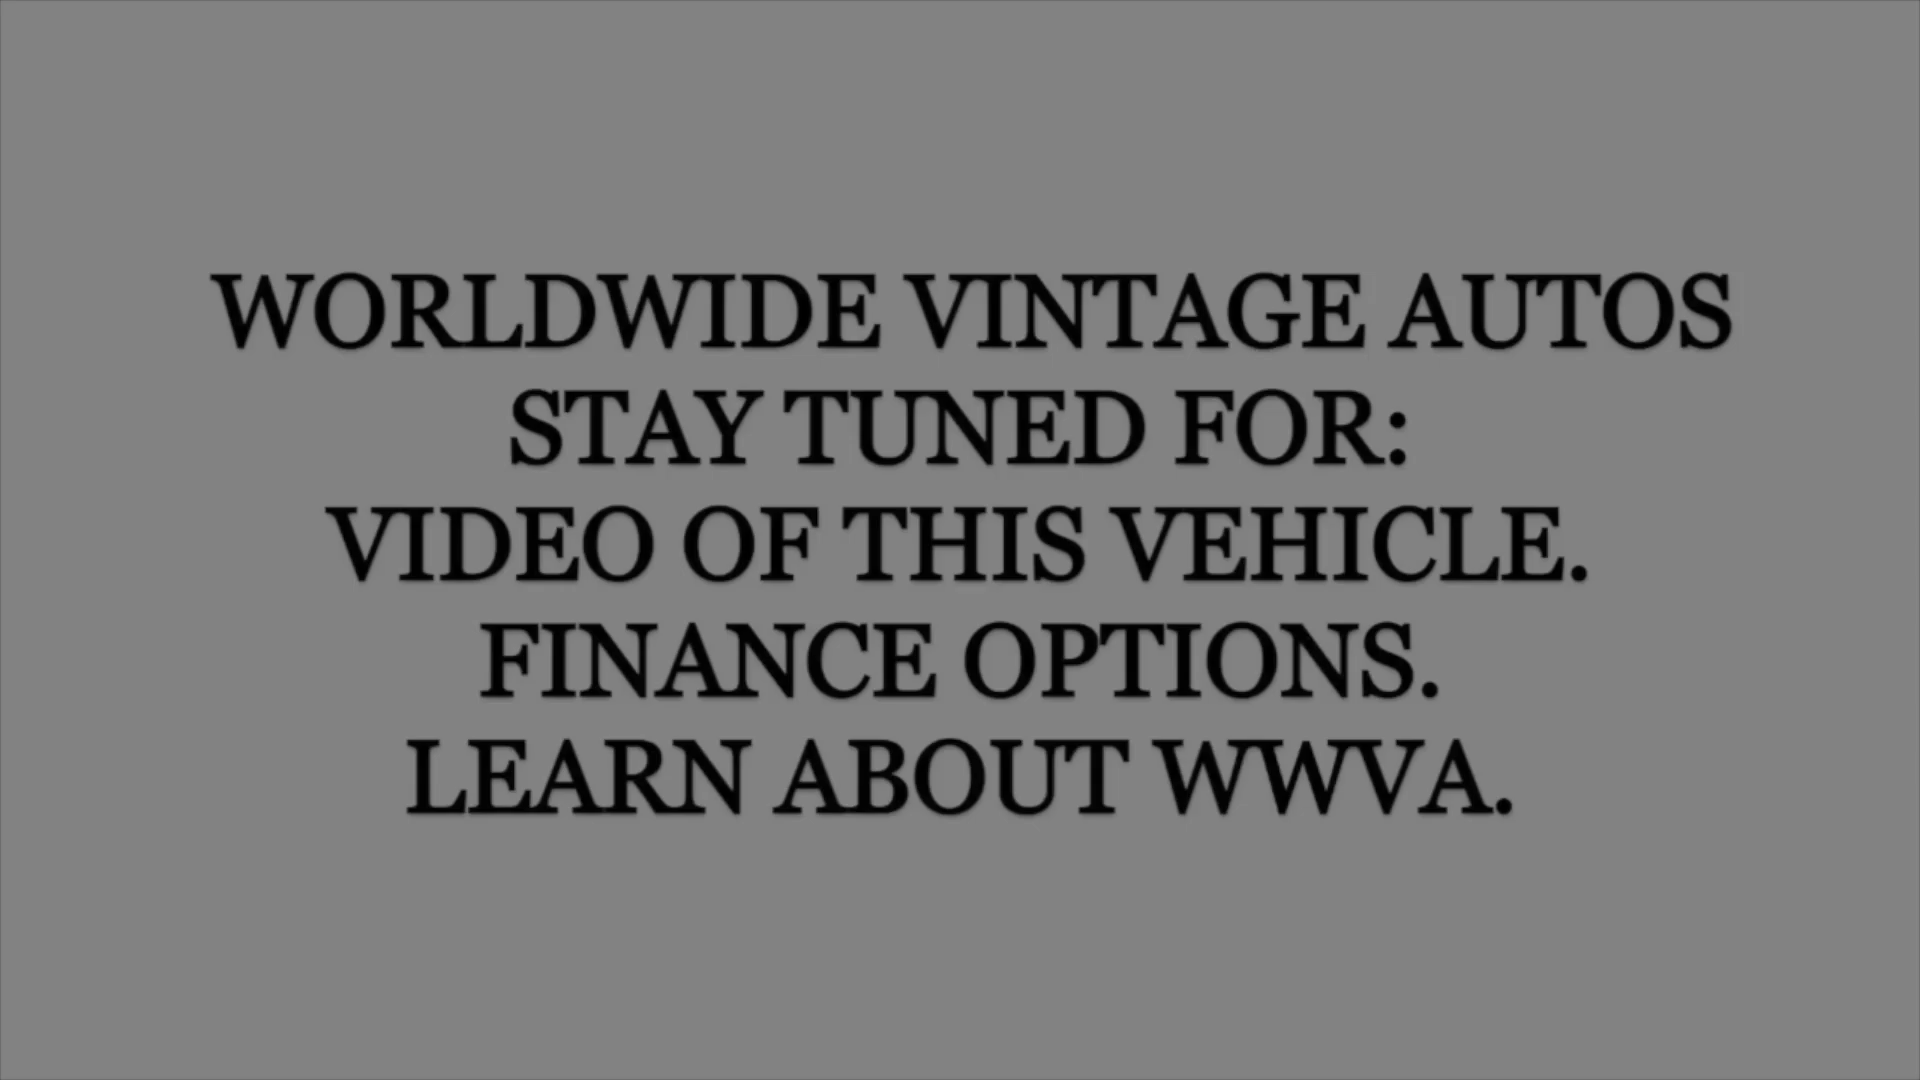 WORLDWIDE VINTAGE AUTOS
STAY TUNED FOR:
VIDEO OF THIS VEHICLE.
FINANCE OPTIONS.
LEARN ABOUT WWVA.